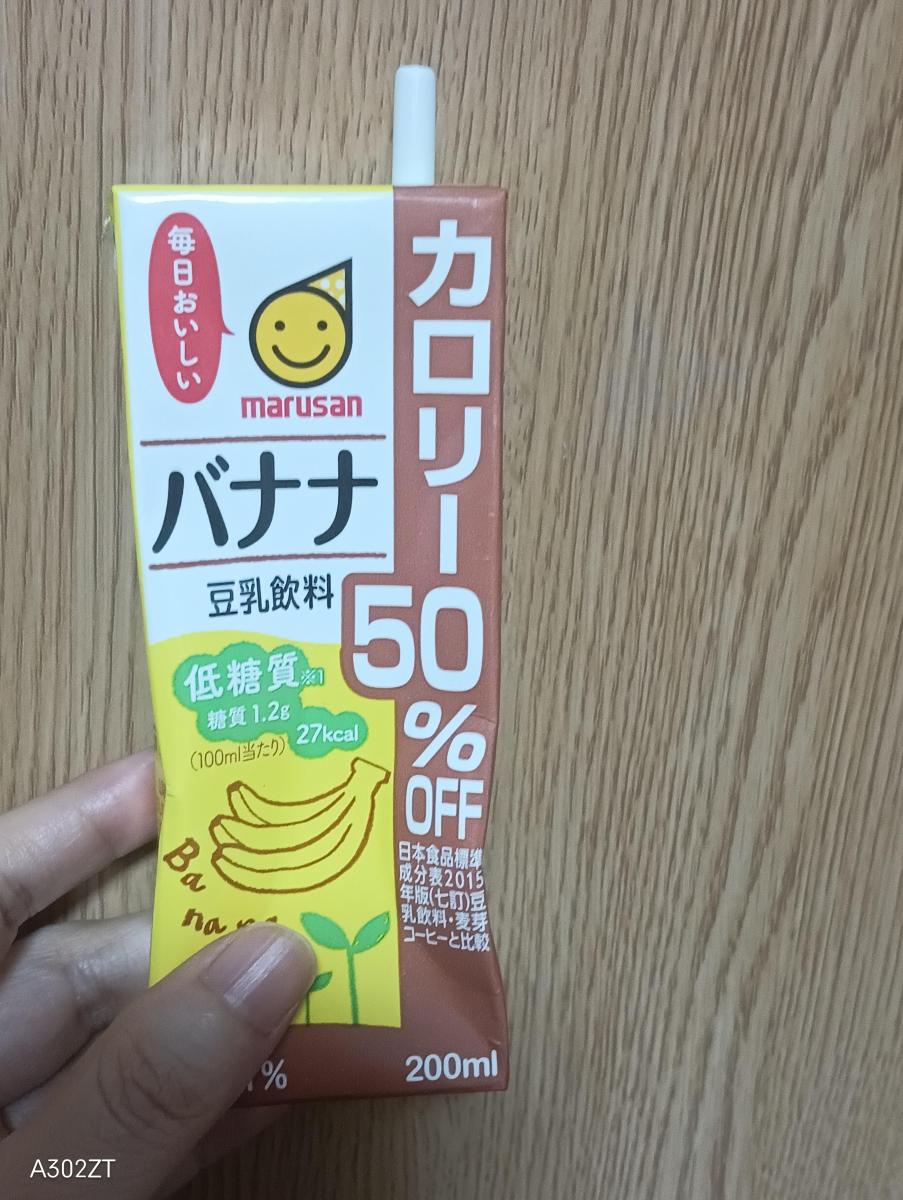 毎日おいしい
marusan
バナナ
豆乳飲料
低糖質※1
糖質1.2g
27kcal
(100ml当たり)
Ba
na
カロリー
50
%
OFF
日本食品標準
成分表2015
年版(七訂)豆
乳飲料・麦芽
コーヒーと比較
200ml
A302ZT